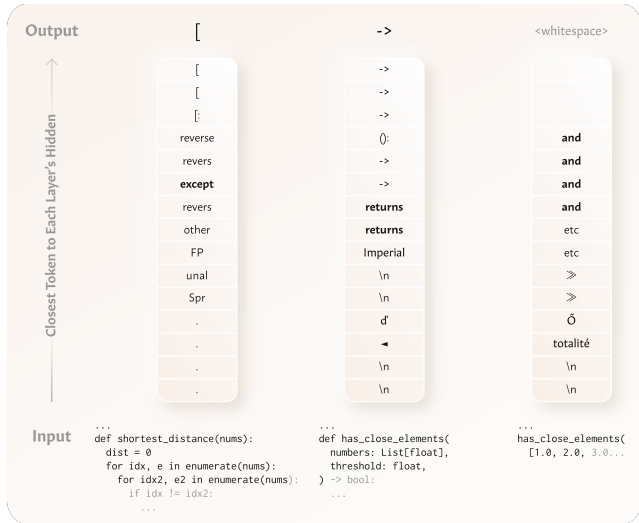 Output
[
->
<whitespace>
Closest Token to Each Layer's Hidden
[
[
[:
reverse
revers
except
revers
other
FP
unal
Spr
.
.
.
.
->
->
->
():
->
->
returns
returns
Imperial
\n
\n
ď
◄
\n
\n
and
and
and
and
etc
etc
≫
≫
Ő
totalité
\n
\n
Input
...
def shortest_distance(nums):
dist = 0
for idx, e in enumerate(nums):
for idx2, e2 in enumerate(nums):
if idx != idx2:
...
...
def has_close_elements(
numbers: List[float],
threshold: float,
) -> bool:
...
...
has_close_elements(
[1.0, 2.0, 3.0...